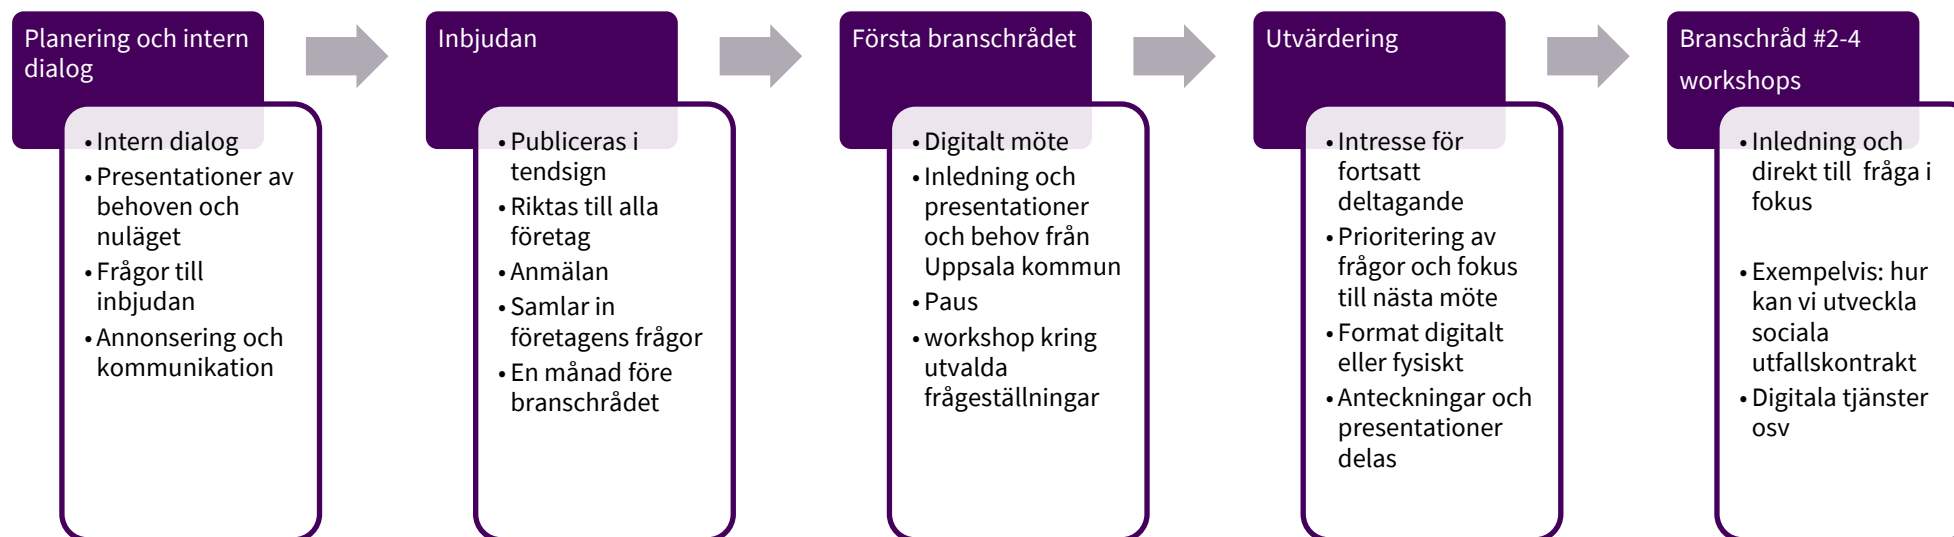 Planering och intern
dialog
• Intern dialog
• Presentationer av
behoven och
nuläget
• Frågor till
inbjudan
• Annonsering och
kommunikation
Inbjudan
• Publiceras i
tendsign
• Riktas till alla
företag
• Anmälan
• Samlar in
företagens frågor
• En månad före
branschrådet
Första branschrådet
• Digitalt möte
• Inledning och
presentationer
och behov från
Uppsala kommun
• Paus
• workshop kring
utvalda
frågeställningar
Utvärdering
• Intresse för
fortsatt
deltagande
• Prioritering av
frågor och fokus
till nästa möte
• Format digitalt
eller fysiskt
• Anteckningar och
presentationer
delas
Branschråd #2-4
workshops
• Inledning och
direkt till  fråga i
fokus
• Exempelvis: hur
kan vi utveckla
sociala
utfallskontrakt
• Digitala tjänster
osv